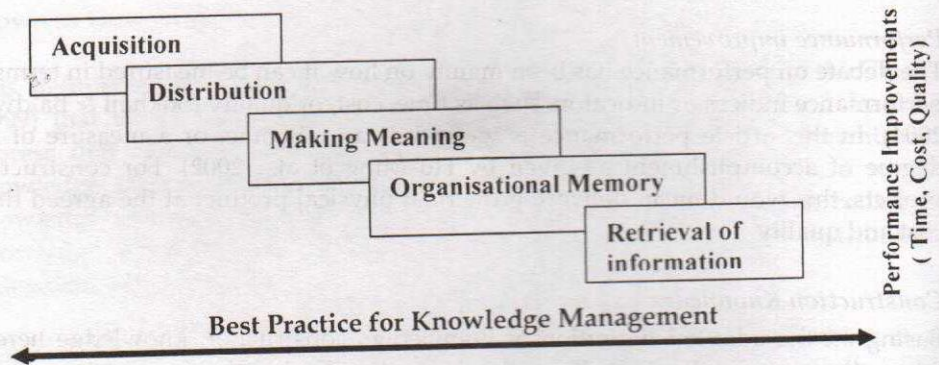 Acquisition
Distribution
Making Meaning
Organisational Memory
Retrieval of
information
Best Practice for Knowledge Management
Performance Improvements
( Time, Cost Quality)